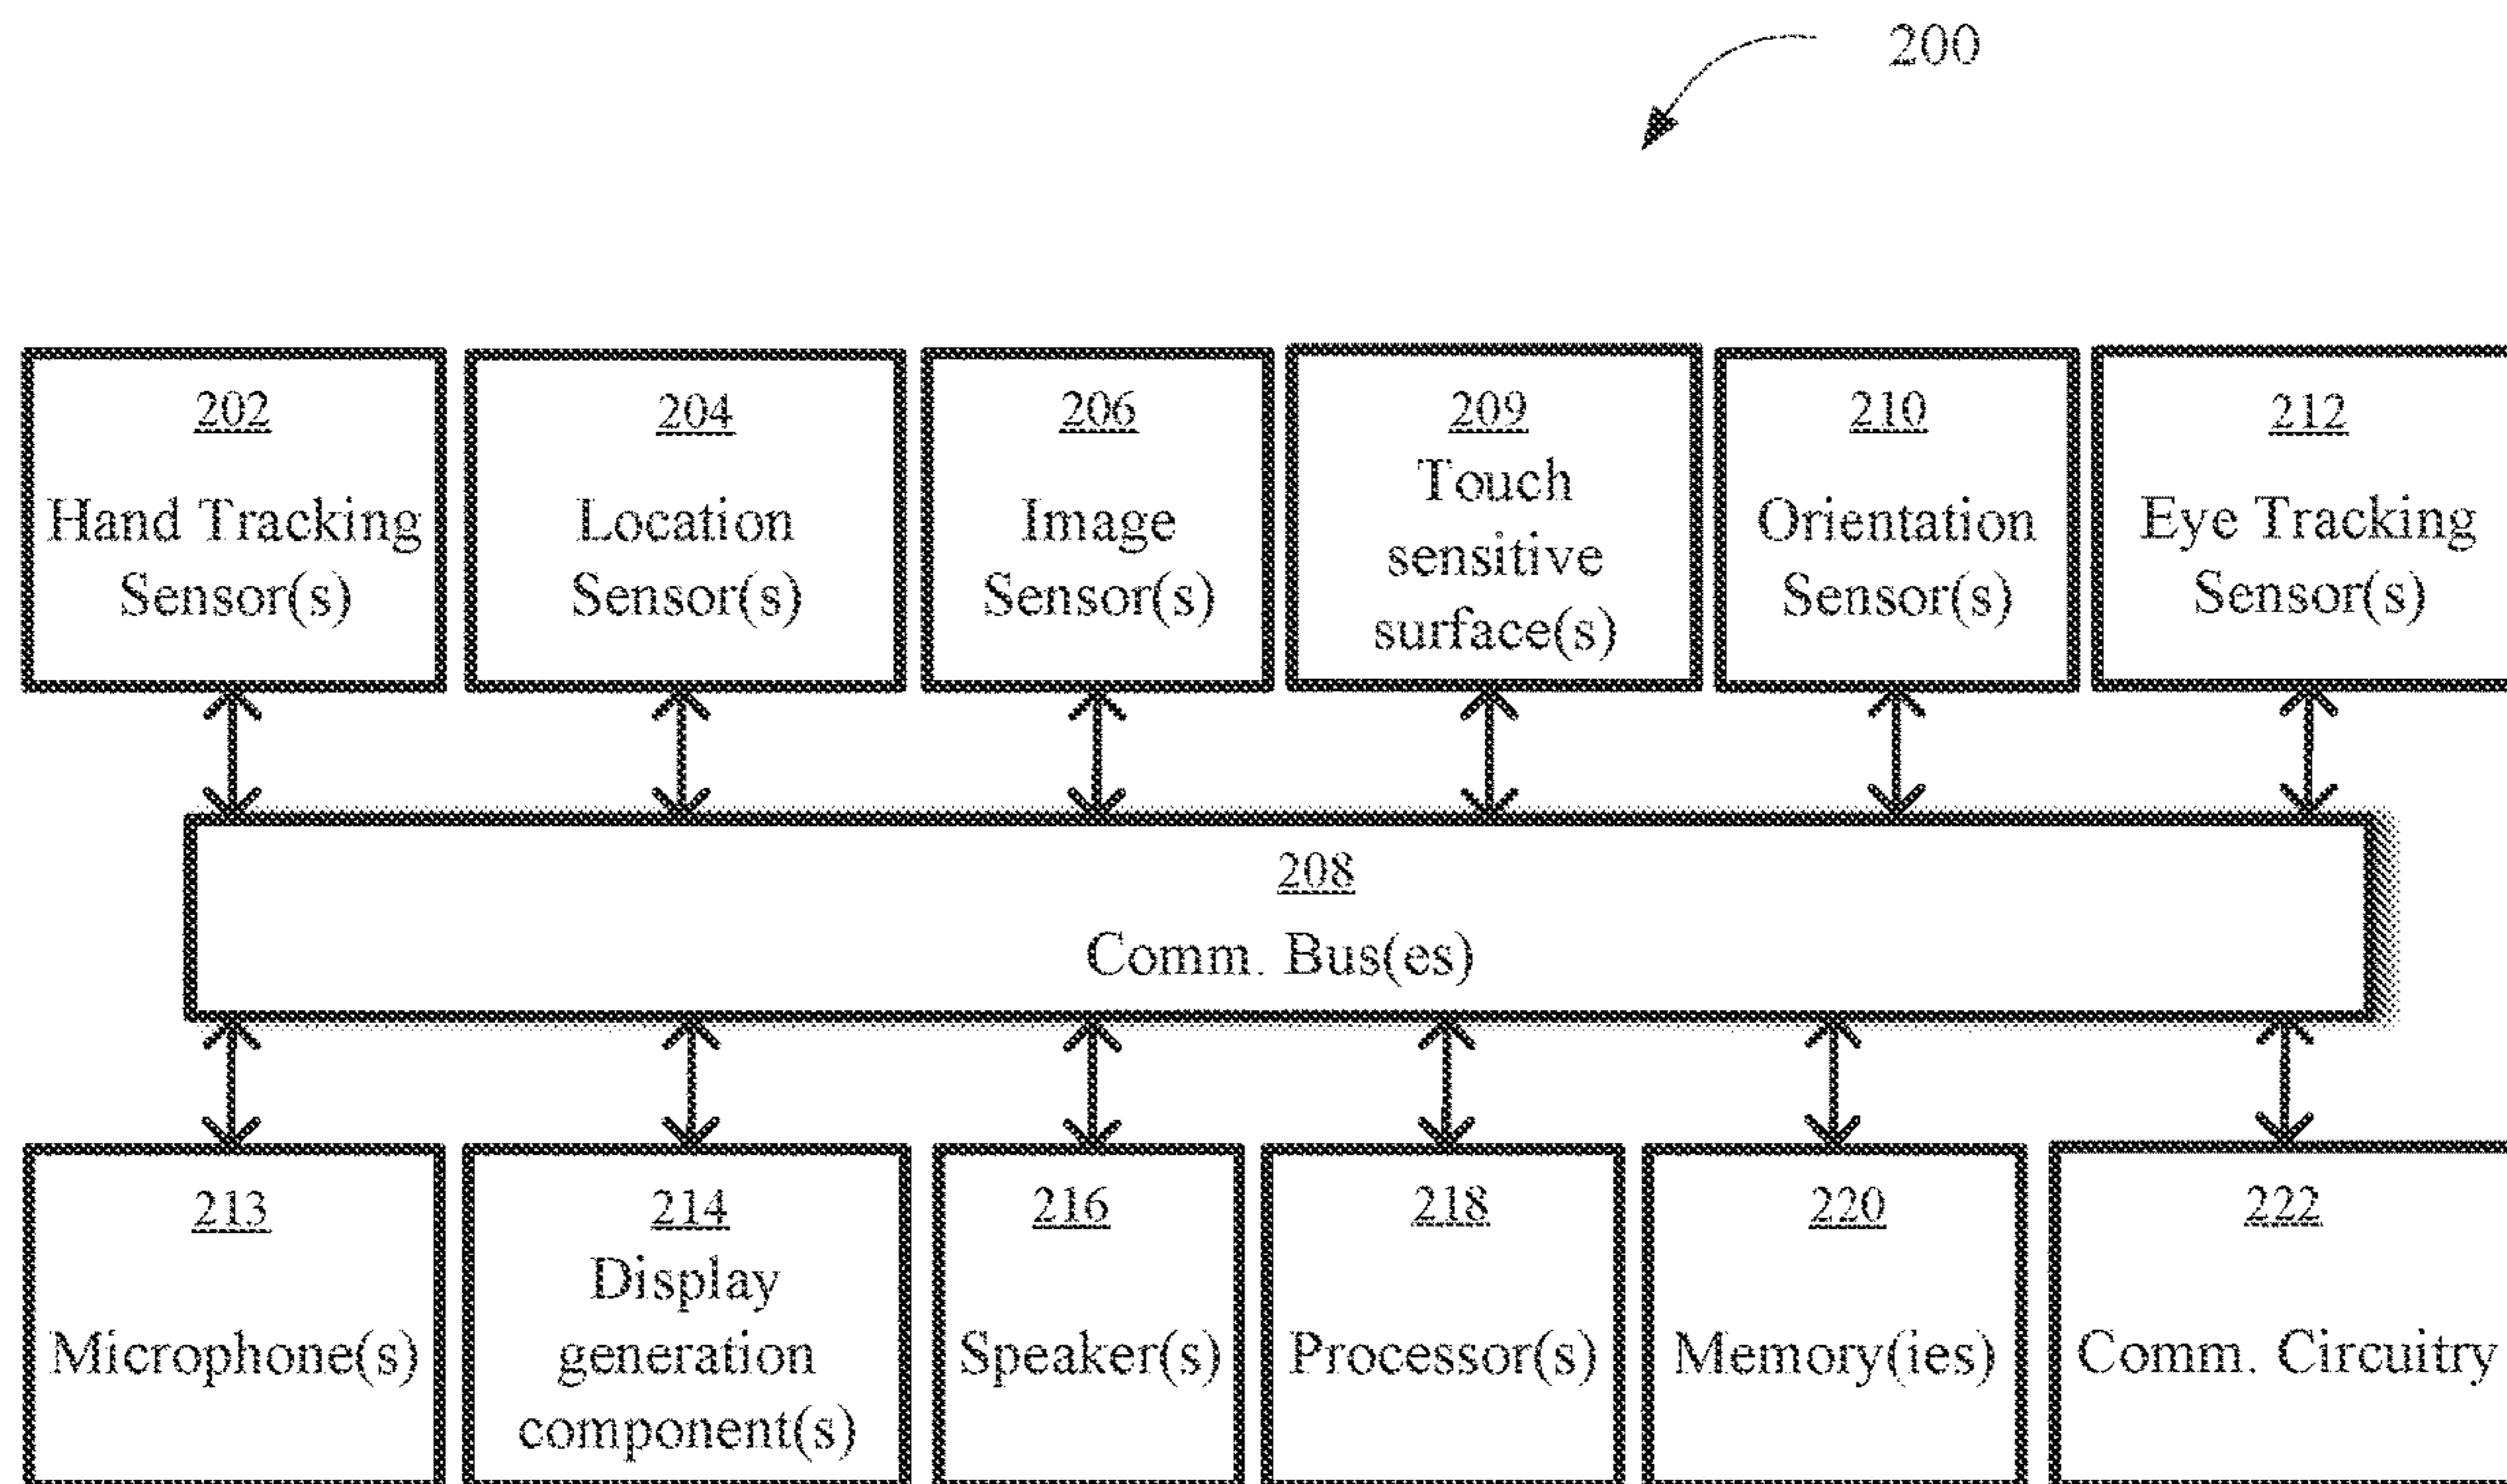 200
202
Hand Tracking
Sensor(s)
204
Location
Sensor(s)
206
Image
Sensor(s)
209
Touch
sensitive
surface(s)
210
Orientation
Sensor(s)
212
Eye Tracking
Sensor(s)
208
Comm. Bus(es)
213
Microphone(s)
214
Display
generation
component(s)
216
Speaker(s)
218
Processor(s)
220
Memory(ies)
222
Comm. Circuitry